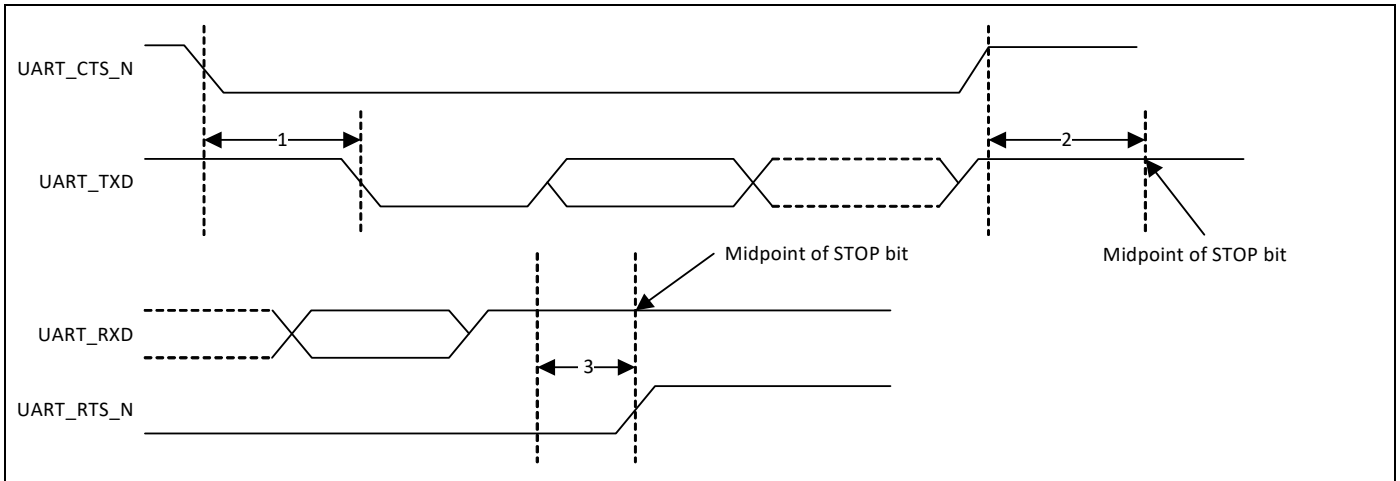 UART_CTS_N
1
2
UART_TXD
Midpoint of STOP bit
Midpoint of STOP bit
UART_RXD
3
UART_RTS_N